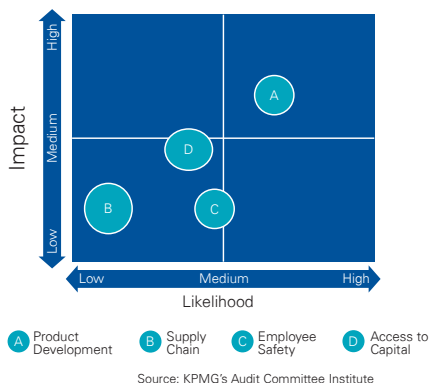 High
Medium
Low
Impact
A
D
B
C
Low Medium High
Likelihood
A Product Development
B Supply Chain
C Employee Safety
D Access to Capital
Source: KPMG's Audit Committee Institute